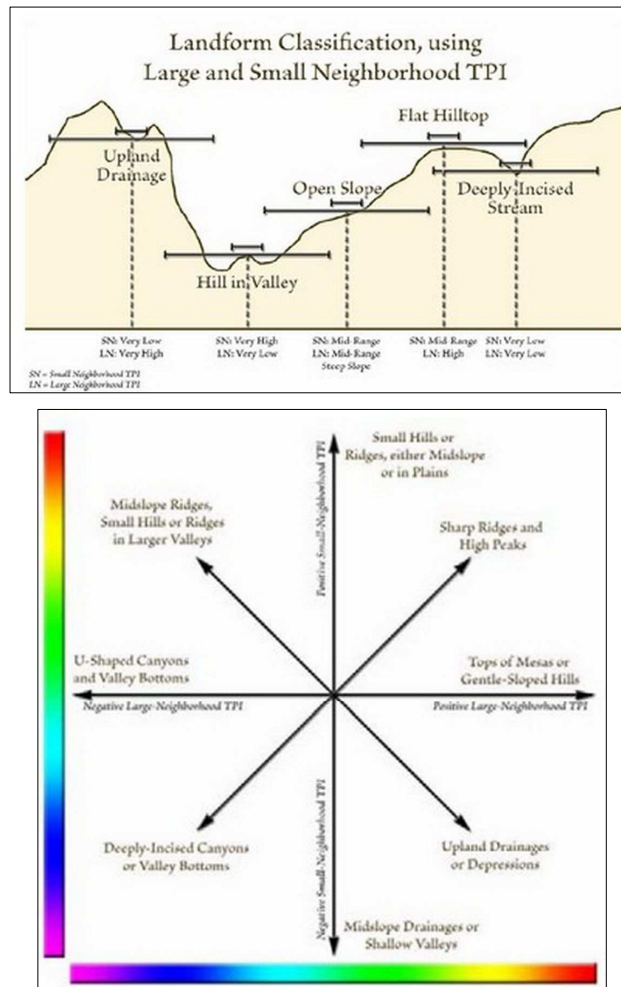 Landform Classification, using
Large and Small Neighborhood TPI
Flat Hilltop
Upland
Drainage
Open Slope
Deeply-Incised
Stream
Hill in Valley
SN: Very Low
LN: Very High
SN: Very High
LN: Very Low
SN: Mid-Range
LN: Mid-Range
Steep Slope
SN: Mid-Range
LN: High
SN: Very Low
LN: Very Low
SN = Small Neighborhood TPI
LN = Large Neighborhood TPI
Small Hills or
Ridges, either Midslope
or in Plains
Positive Small-Neighborhood TPI
Midslope Ridges,
Small Hills or Ridges
in Larger Valleys
Sharp Ridges and
High Peaks
U-Shaped Canyons
and Valley Bottoms
Negative Large-Neighborhood TPI
Tops of Mesas or
Gentle-Sloped Hills
Positive Large-Neighborhood TPI
Deeply-Incised Canyons
or Valley Bottoms
Negative Small-Neighborhood TPI
Upland Drainages
or Depressions
Midslope Drainages or
Shallow Valleys